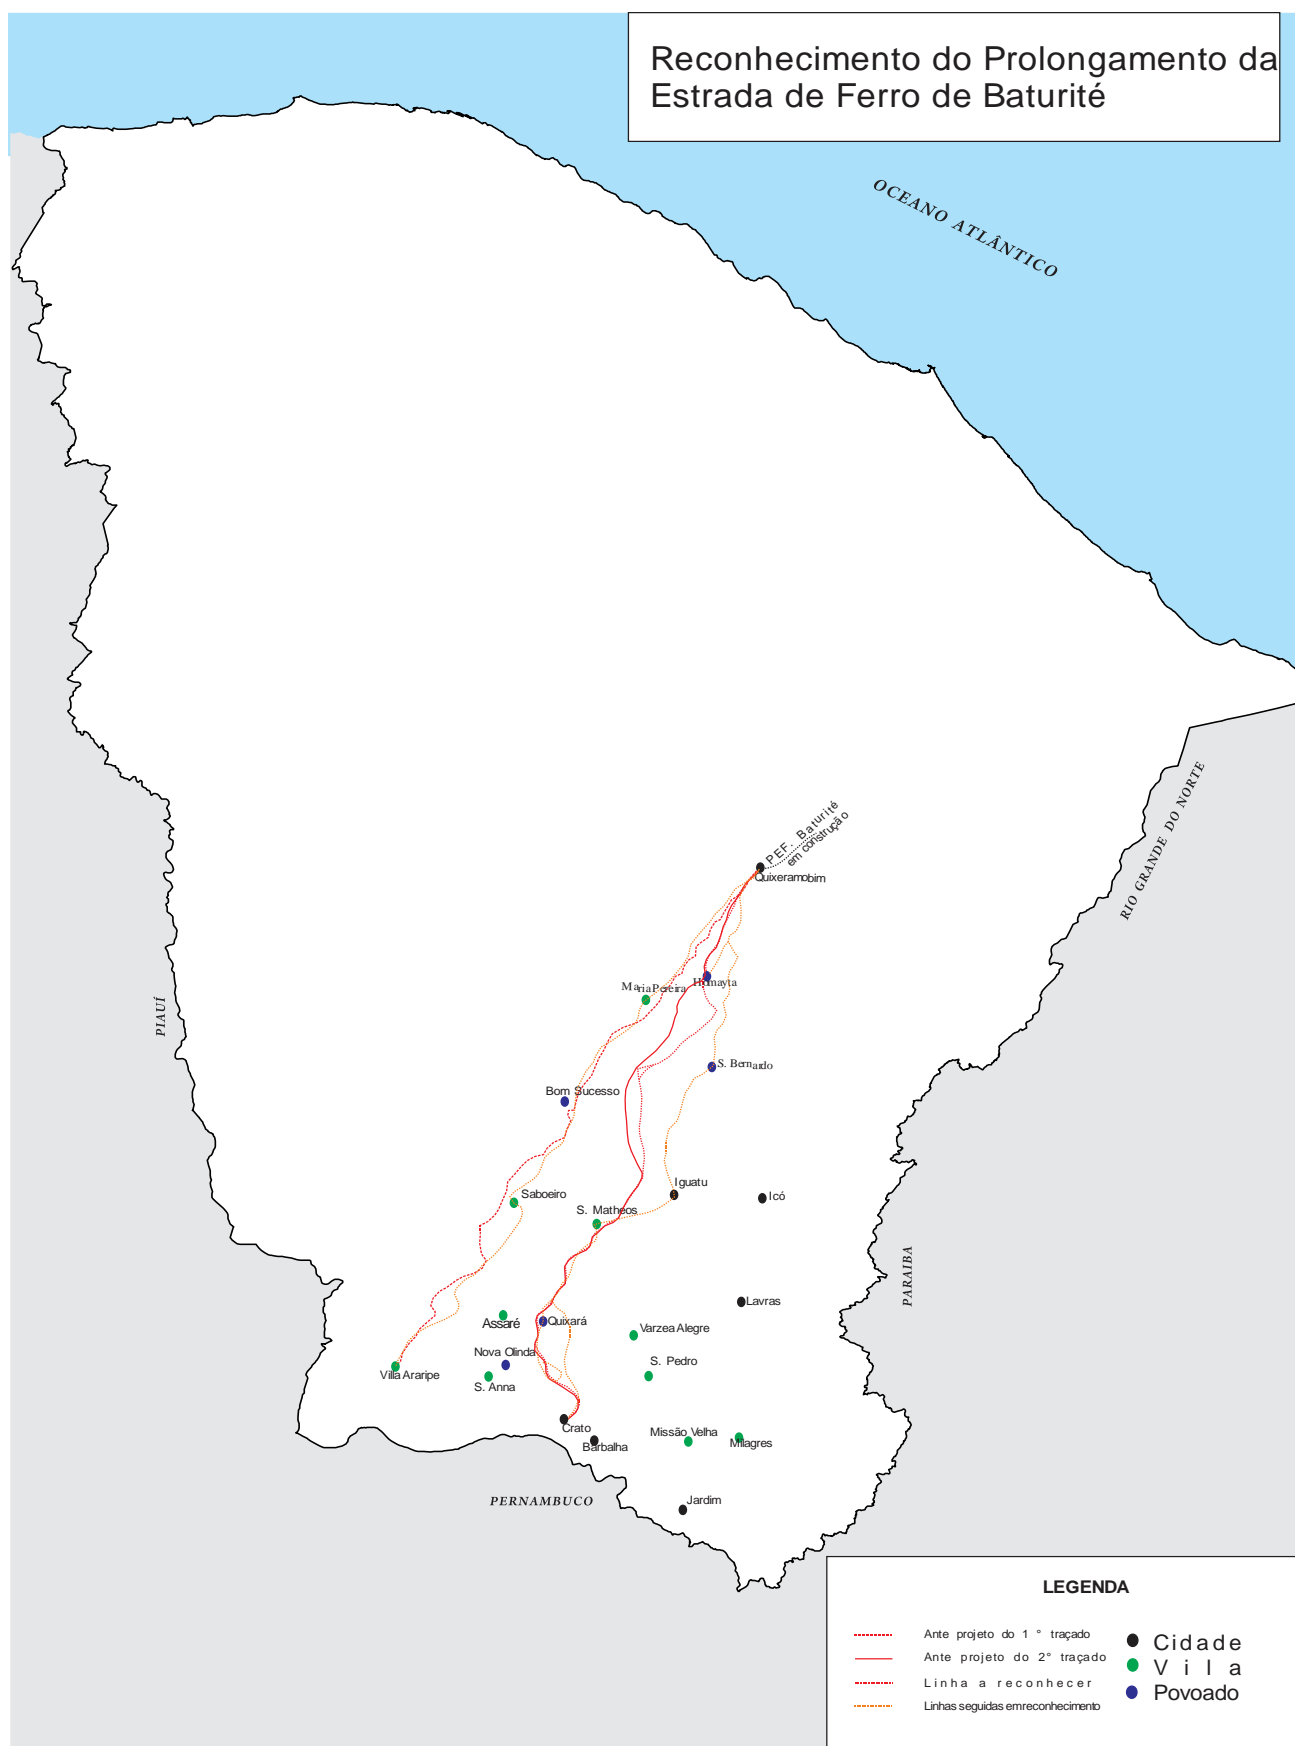 Reconhecimento do Prolongamento da
Estrada de Ferro de Baturité
OCEANO ATLÂNTICO
RIO GRANDE DO NORTE
PEF. Baturité
em construção
Quixeramobim
Humayta
Maria Pereira
PIAUÍ
S. Bernardo
Bom Sucesso
Iguatu
Icó
Saboeiro
S. Matheos
PARAIBA
Lavras
Assaré
Quixará
Varzea Alegre
Nova Olinda
S. Pedro
Villa Araripe
S. Anna
Crato
Barbalha
Missão Velha
Milagres
PERNAMBUCO
Jardim
LEGENDA
Ante projeto do 1 ° traçado
Ante projeto do 2° traçado
Linha a reconhecer
Linhas seguidas emreconhecimento
Cidade
Vila
Povoado